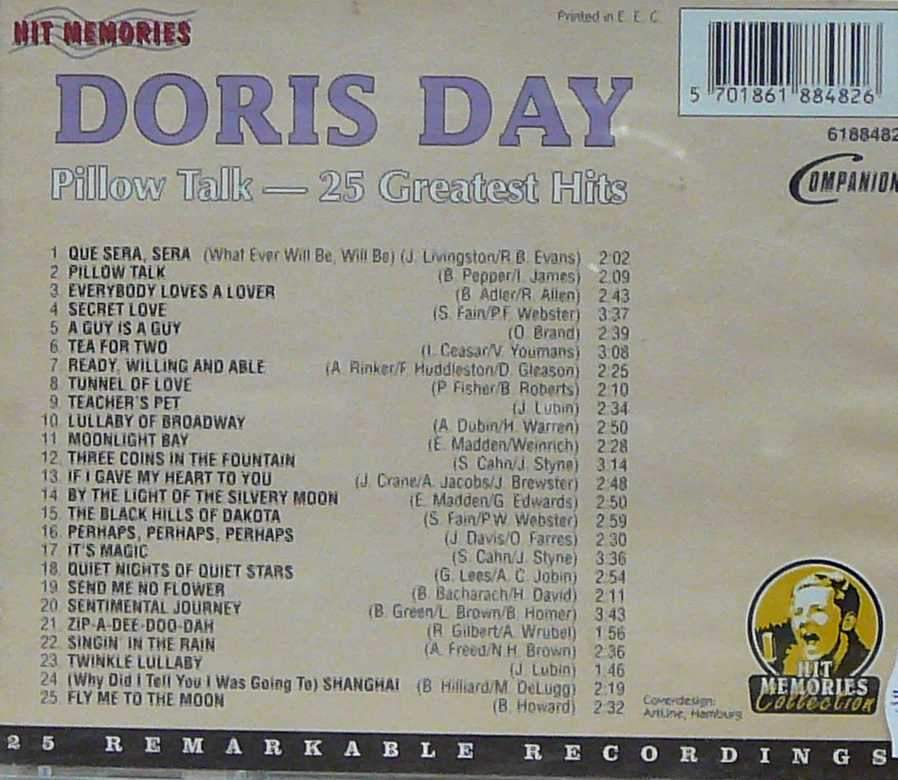 HIT MEMORIES
Printed in E. E. C.
5 701861 884826
DORIS DAY
6188482
Pillow Talk — 25 Greatest Hits
COMPANION
1 QUE SERA, SERA (What Ever Will Be, Will Be) (J. Livingston/R.B. Evans) 2:02
2 PILLOW TALK (B. Pepper/I. James) 2:09
3 EVERYBODY LOVES A LOVER (B. Adler/R. Allen) 2:43
4 SECRET LOVE (S. Fain/P.F. Webster) 3:37
5 A GUY IS A GUY (O. Brand) 2:39
6. TEA FOR TWO (I. Ceasar/V. Youmans) 3:08
7 READY, WILLING AND ABLE (A. Rinker/F. Huddleston/D. Gleason) 2:25
8. TUNNEL OF LOVE (P. Fisher/B. Roberts) 2:10
9. TEACHER'S PET (J. Lubin) 2:34
10. LULLABY OF BROADWAY (A. Dubin/H. Warren) 2:50
11. MOONLIGHT BAY (E. Madden/Weinrich) 2:28
12. THREE COINS IN THE FOUNTAIN (S. Cahn/J. Styne) 3:14
13. IF I GAVE MY HEART TO YOU (J. Crane/A. Jacobs/J. Brewster) 2:48
14. BY THE LIGHT OF THE SILVERY MOON (E. Madden/G. Edwards) 2:50
15. THE BLACK HILLS OF DAKOTA (S. Fain/P.W. Webster) 2:59
16. PERHAPS, PERHAPS, PERHAPS (J. Davis/O. Farres) 2:30
17. IT'S MAGIC (S. Cahn/J. Styne) 3:36
18. QUIET NIGHTS OF QUIET STARS (G. Lees/A. C. Jobin) 2:54
19. SEND ME NO FLOWER (B. Bacharach/H. David) 2:11
20. SENTIMENTAL JOURNEY (B. Green/L. Brown/B. Homer) 3:43
21. ZIP-A-DEE-DOO-DAH (R. Gilbert/A. Wrubel) 1:56
22. SINGIN' IN THE RAIN (A. Freed/N.H. Brown) 2:36
23. TWINKLE LULLABY (J. Lubin) 1:46
24 (Why Did I Tell You I Was Going To) SHANGHAI (B. Hilliard/M. DeLugg) 2:19
25. FLY ME TO THE MOON (B. Howard) 2:32
Coverdesign:
ArtLine, Hamburg
HIT
MEMORIES
Collection
25 REMARKABLE RECORDINGS